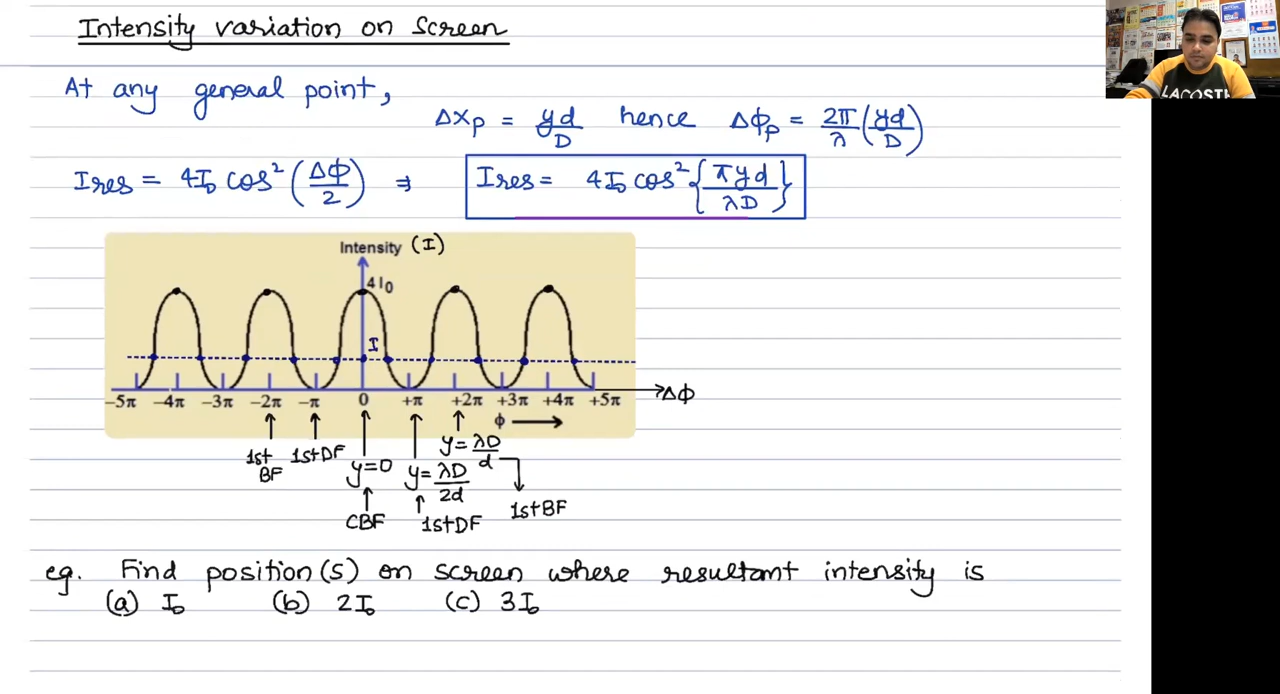 Intensity variation on Screen
At any general point,
Δxₚ = yd/D hence Δϕₚ = 2π/λ (yd/D)
Ires = 4I₀ cos² (Δϕ/2) ⇒ Ires = 4I₀ cos² {πyd/λD}
Intensity (I)
4I₀
I
-5π -4π -3π -2π -π 0 +π +2π +3π +4π +5π Δϕ
ϕ →
1st BF 1st DF y=0 y=λD/2d y=λD/d
CBF 1st DF 1st BF
eg. Find position(s) on screen where resultant intensity is
(a) I₀ (b) 2I₀ (c) 3I₀
LACOSTE